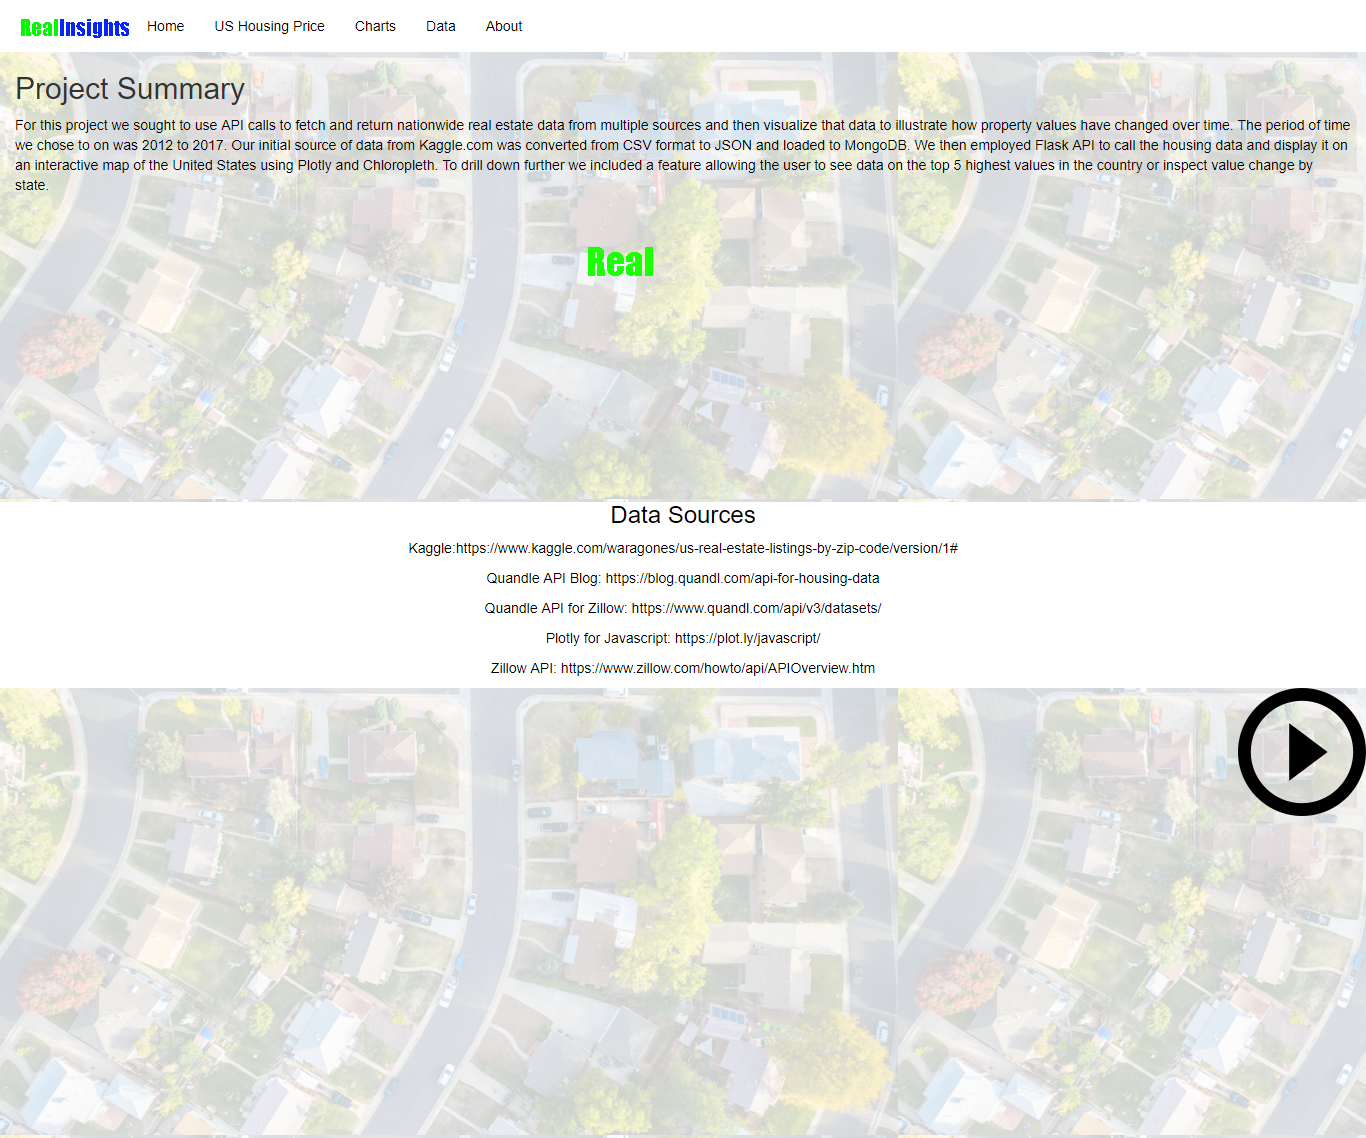 RealInsights Home US Housing Price Charts Data About
Project Summary
For this project we sought to use API calls to fetch and return nationwide real estate data from multiple sources and then visualize that data to illustrate how property values have changed over time. The period of time
we chose to on was 2012 to 2017. Our initial source of data from Kaggle.com was converted from CSV format to JSON and loaded to MongoDB. We then employed Flask API to call the housing data and display it on
an interactive map of the United States using Plotly and Chloropleth. To drill down further we included a feature allowing the user to see data on the top 5 highest values in the country or inspect value change by
state.
Real
Data Sources
Kaggle:https://www.kaggle.com/waragones/us-real-estate-listings-by-zip-code/version/1#
Quandle API Blog: https://blog.quandl.com/api-for-housing-data
Quandle API for Zillow: https://www.quandl.com/api/v3/datasets/
Plotly for Javascript: https://plot.ly/javascript/
Zillow API: https://www.zillow.com/howto/api/APIOverview.htm